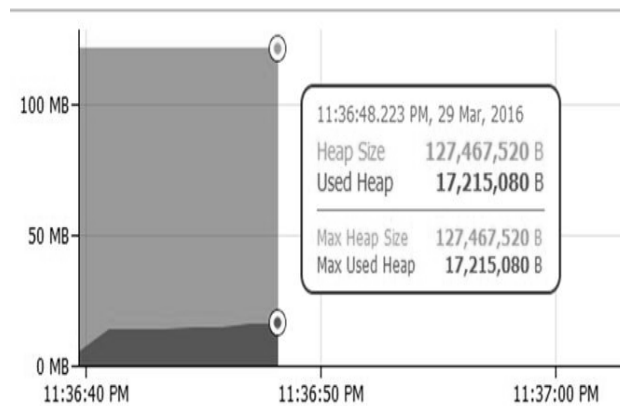 100 MB
50 MB
0 MB
11:36:40 PM
11:36:50 PM
11:37:00 PM
11:36:48.223 PM, 29 Mar, 2016
Heap Size 127,467,520 B
Used Heap 17,215,080 B
Max Heap Size 127,467,520 B
Max Used Heap 17,215,080 B